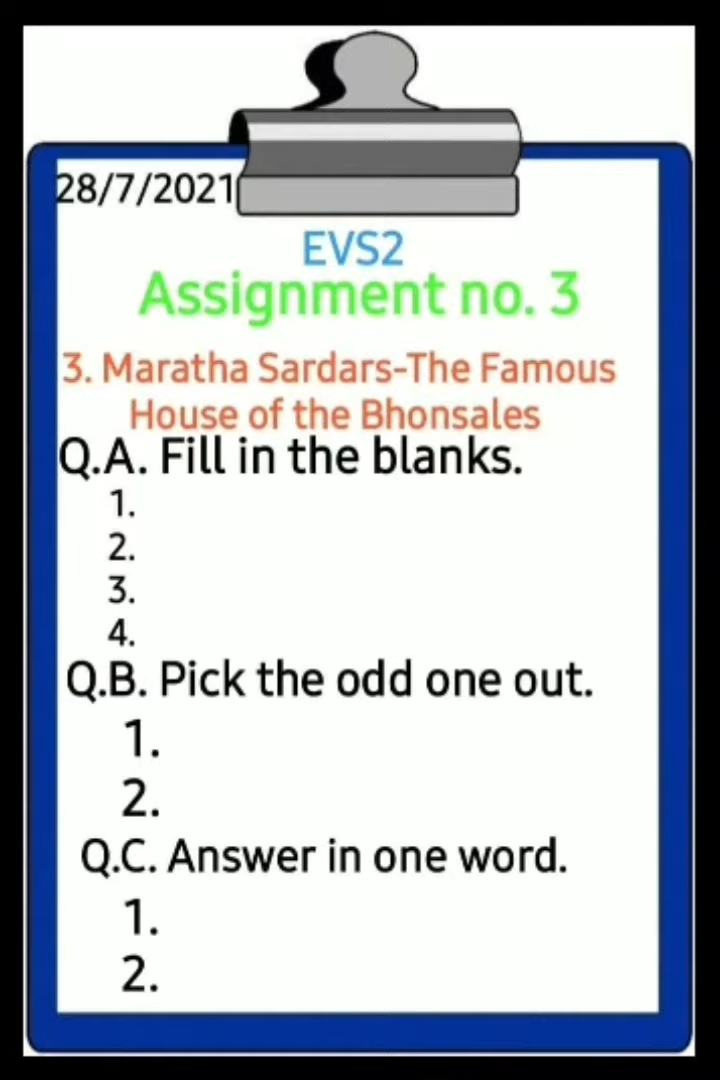 28/7/2021
EVS2
Assignment no. 3
3. Maratha Sardars-The Famous
House of the Bhonsales
Q.A. Fill in the blanks.
1.
2.
3.
4.
Q.B. Pick the odd one out.
1.
2.
Q.C. Answer in one word.
1.
2.